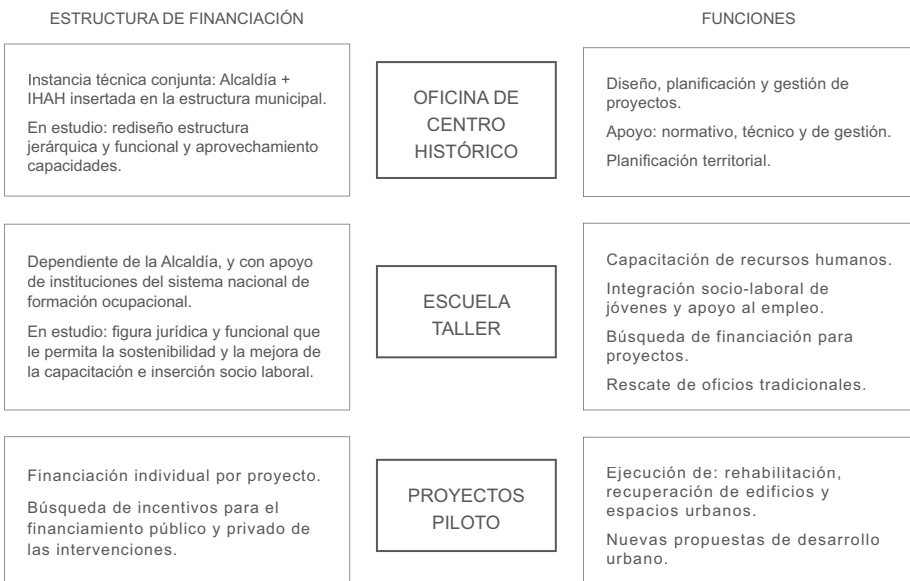 ESTRUCTURA DE FINANCIACIÓN
FUNCIONES
Instancia técnica conjunta: Alcaldía +
IHAH insertada en la estructura municipal.
En estudio: rediseño estructura
jerárquica y funcional y aprovechamiento
capacidades.
OFICINA DE
CENTRO
HISTÓRICO
Diseño, planificación y gestión de
proyectos.
Apoyo: normativo, técnico y de gestión.
Planificación territorial.
Dependiente de la Alcaldía, y con apoyo
de instituciones del sistema nacional de
formación ocupacional.
En estudio: figura jurídica y funcional que
le permita la sostenibilidad y la mejora de
la capacitación e inserción socio laboral.
ESCUELA
TALLER
Capacitación de recursos humanos.
Integración socio-laboral de
jóvenes y apoyo al empleo.
Búsqueda de financiación para
proyectos.
Rescate de oficios tradicionales.
Financiación individual por proyecto.
Búsqueda de incentivos para el
financiamiento público y privado de
las intervenciones.
PROYECTOS
PILOTO
Ejecución de: rehabilitación,
recuperación de edificios y
espacios urbanos.
Nuevas propuestas de desarrollo
urbano.